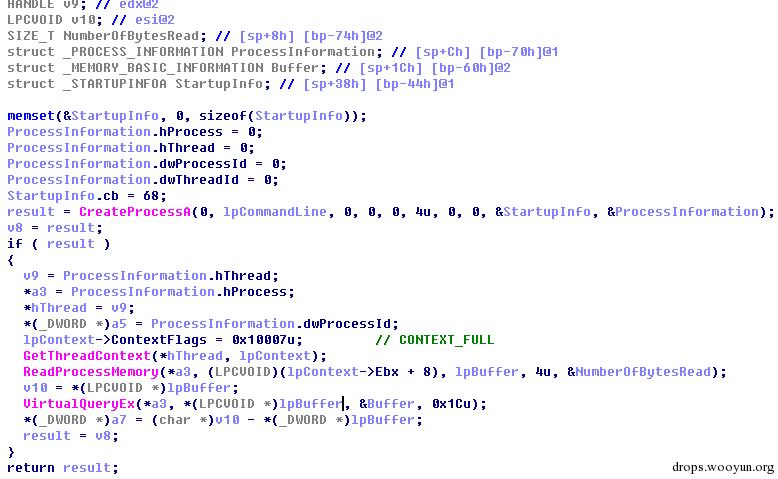 HANDLE v9; // edx@2
LPCVOID v10; // esi@2
SIZE_T NumberOfBytesRead; // [sp+8h] [bp-74h]@2
struct _PROCESS_INFORMATION ProcessInformation; // [sp+Ch] [bp-70h]@1
struct _MEMORY_BASIC_INFORMATION Buffer; // [sp+1Ch] [bp-60h]@2
struct _STARTUPINFOA StartupInfo; // [sp+38h] [bp-44h]@1
memset(&StartupInfo, 0, sizeof(StartupInfo));
ProcessInformation.hProcess = 0;
ProcessInformation.hThread = 0;
ProcessInformation.dwProcessId = 0;
ProcessInformation.dwThreadId = 0;
StartupInfo.cb = 68;
result = CreateProcessA(0, lpCommandLine, 0, 0, 0, 4u, 0, 0, &StartupInfo, &ProcessInformation);
v8 = result;
if ( result )
{
v9 = ProcessInformation.hThread;
*a3 = ProcessInformation.hProcess;
*hThread = v9;
*(_DWORD *)a5 = ProcessInformation.dwProcessId;
lpContext->ContextFlags = 0x10007u; // CONTEXT_FULL
GetThreadContext(*hThread, lpContext);
ReadProcessMemory(*a3, (LPCVOID)(lpContext->Ebx + 8), lpBuffer, 4u, &NumberOfBytesRead);
v10 = *(LPCVOID *)lpBuffer;
VirtualQueryEx(*a3, *(LPCVOID *)lpBuffer, &Buffer, 0x1Cu);
*(_DWORD *)a7 = (char *)v10 - *(_DWORD *)lpBuffer;
result = v8;
}
return result;
drops.wooyun.org